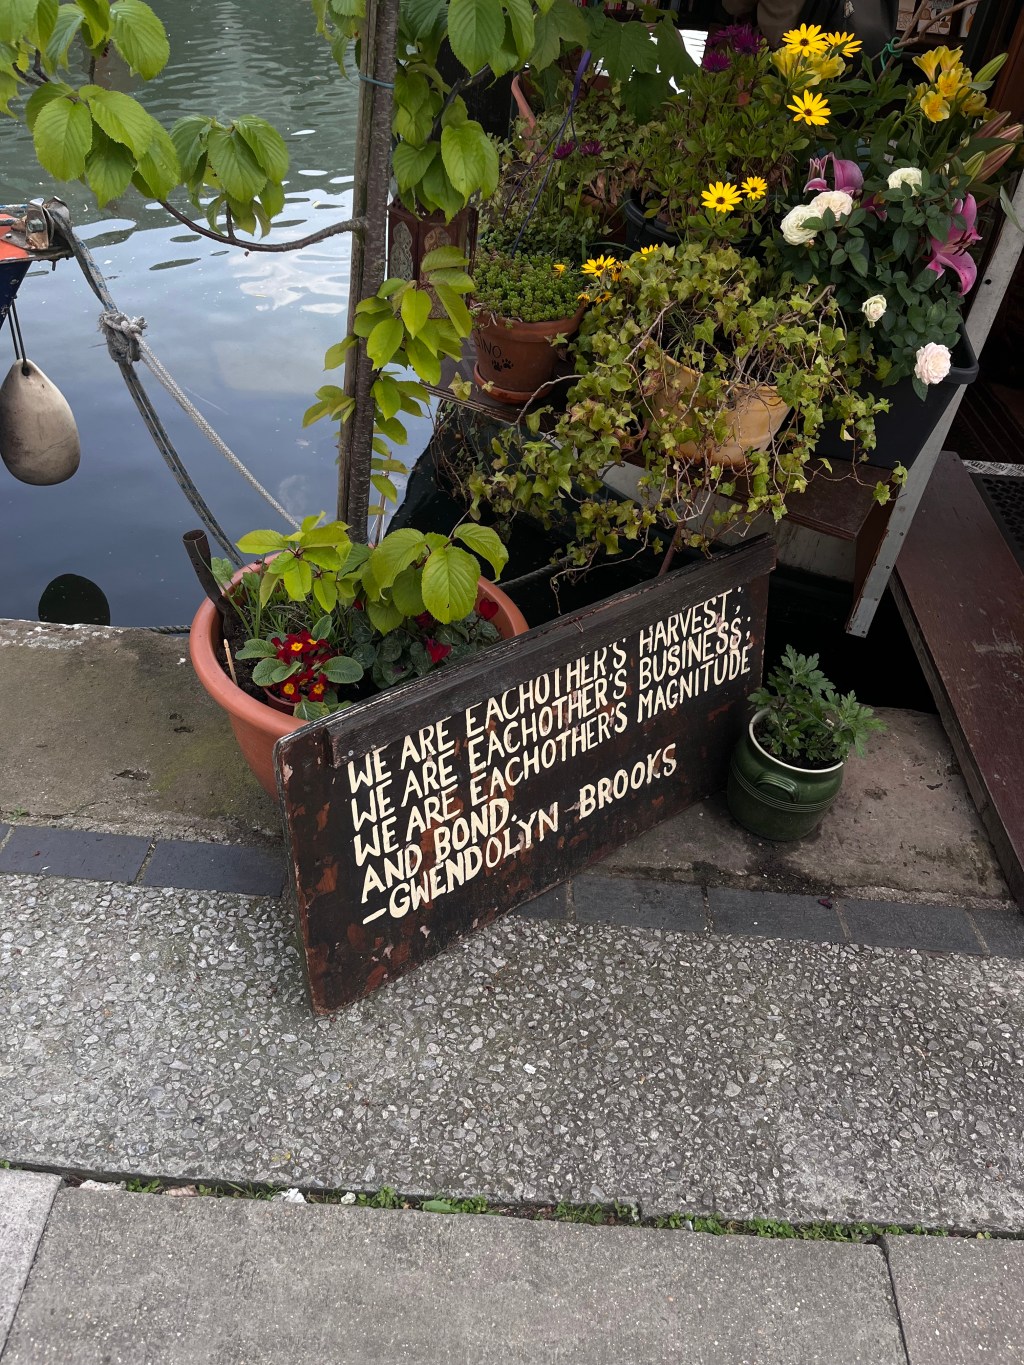 WE ARE EACHOTHER'S HARVEST;
WE ARE EACHOTHER'S BUSINESS;
WE ARE EACHOTHER'S MAGNITUDE
AND BOND.
—GWENDOLYN BROOKS